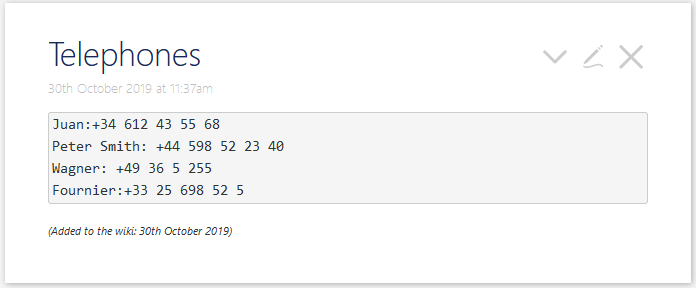 Telephones
30th October 2019 at 11:37am
Juan:+34 612 43 55 68
Peter Smith: +44 598 52 23 40
Wagner: +49 36 5 255
Fournier:+33 25 698 52 5
(Added to the wiki: 30th October 2019)